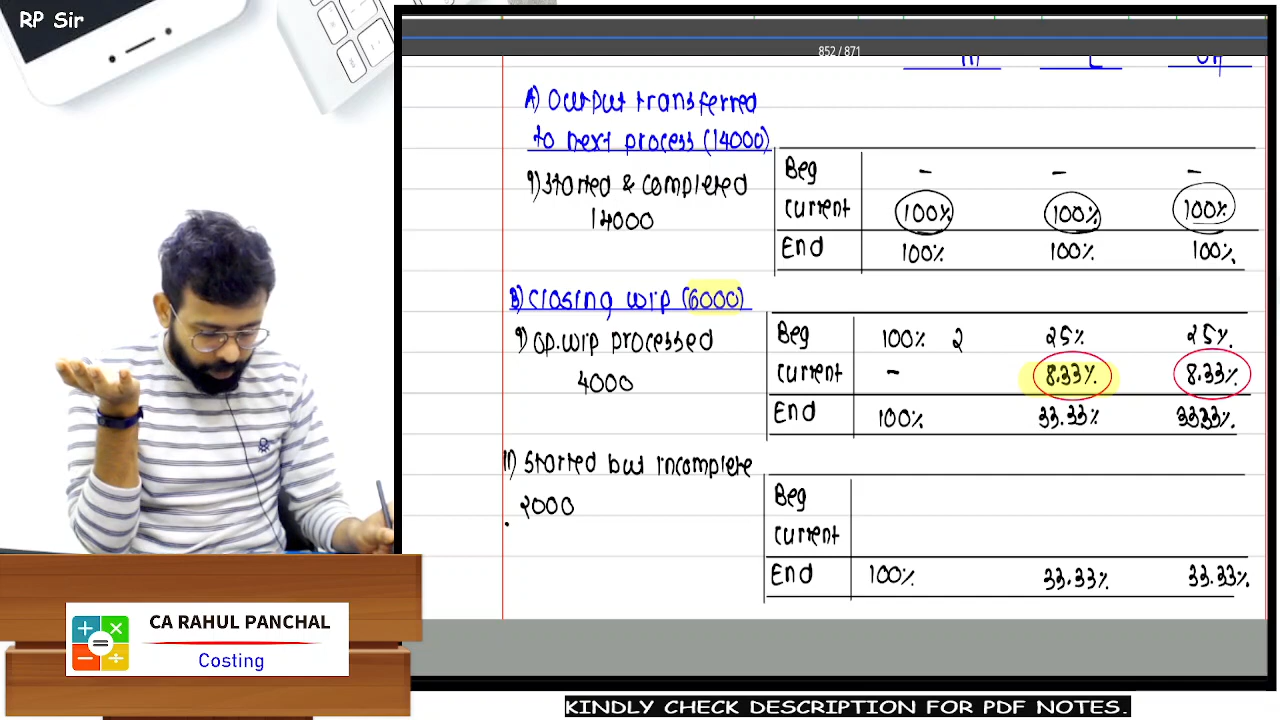 RP Sir
852 / 871
M L OH
A) Output transferred
to next process (14000)
i) Started & completed
14000
Beg - - -
Current 100% 100% 100%
End 100% 100% 100%
B) Closing WIP (6000)
i) OP.WIP processed
4000
Beg 100% 2 25% 25%
Current - 8.33% 8.33%
End 100% 33.33% 33.33%
ii) Started but incomplete
2000
Beg
Current
End 100% 33.33% 33.33%
CA RAHUL PANCHAL
Costing
KINDLY CHECK DESCRIPTION FOR PDF NOTES.